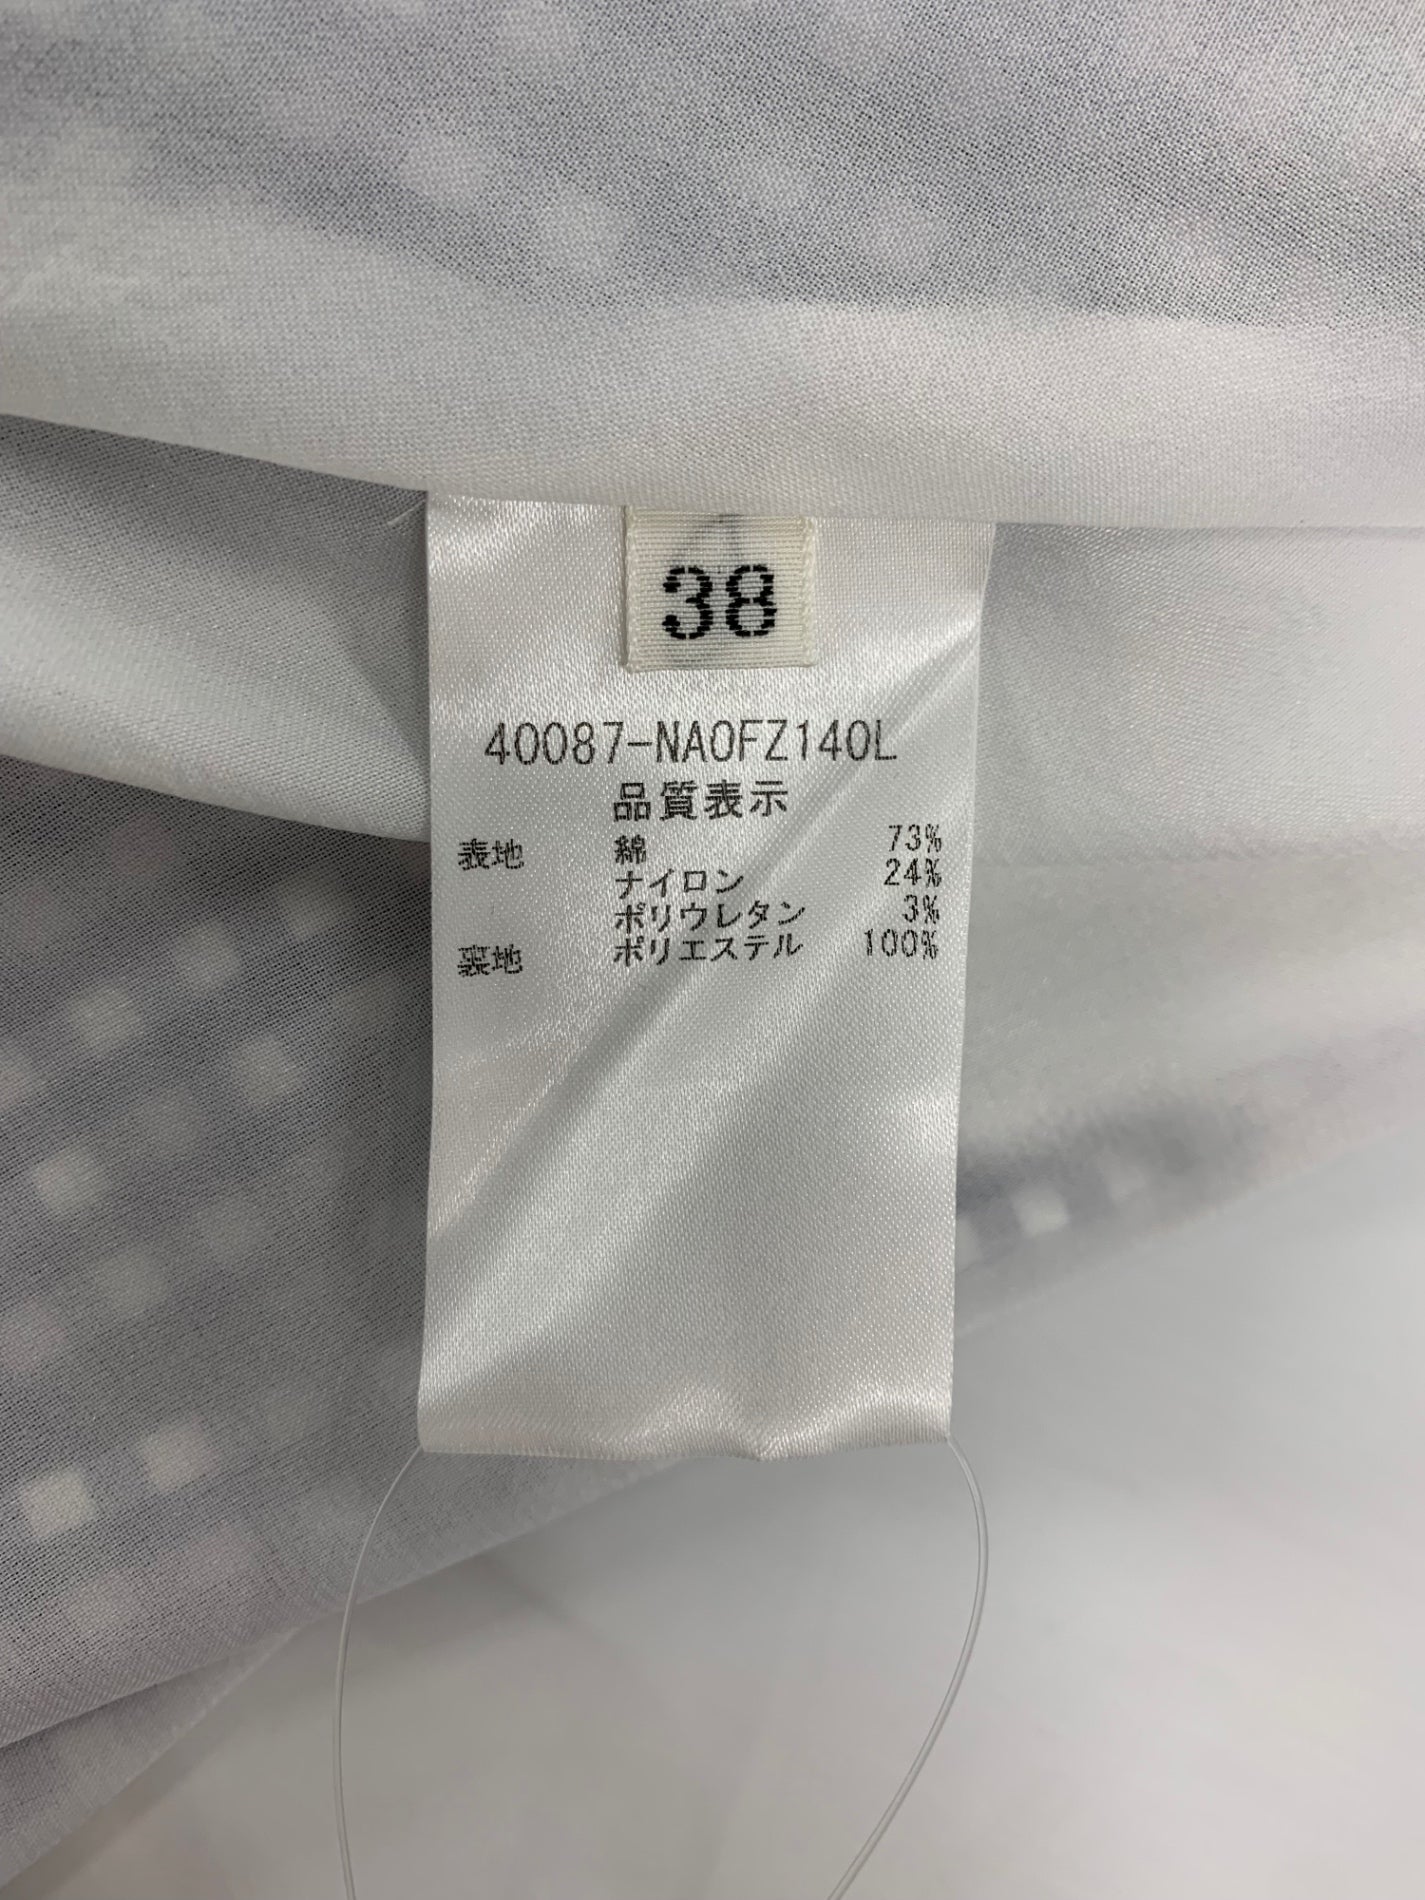 38
40087-NA0FZ140L
品質表示
表地 綿 73%
ナイロン 24%
ポリウレタン 3%
裏地 ポリエステル 100%